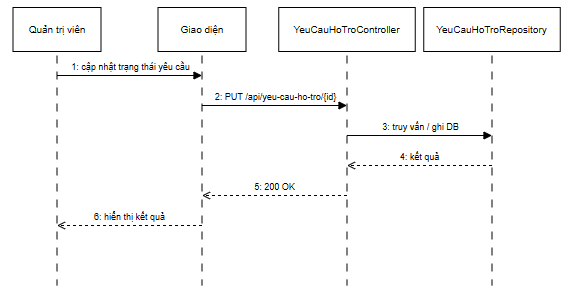 Quản trị viên
Giao diện
YeuCauHoTroController
YeuCauHoTroRepository
1: cập nhật trạng thái yêu cầu
2: PUT /api/yeu-cau-ho-tro/{id}
3: truy vấn / ghi DB
4: kết quả
5: 200 OK
6: hiển thị kết quả